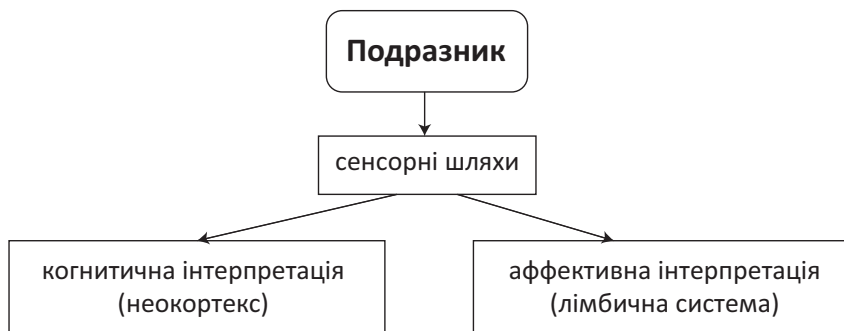 Подразник
сенсорні шляхи
когнитична інтерпретація
(неокортекс)
аффективна інтерпретація
(лімбична система)